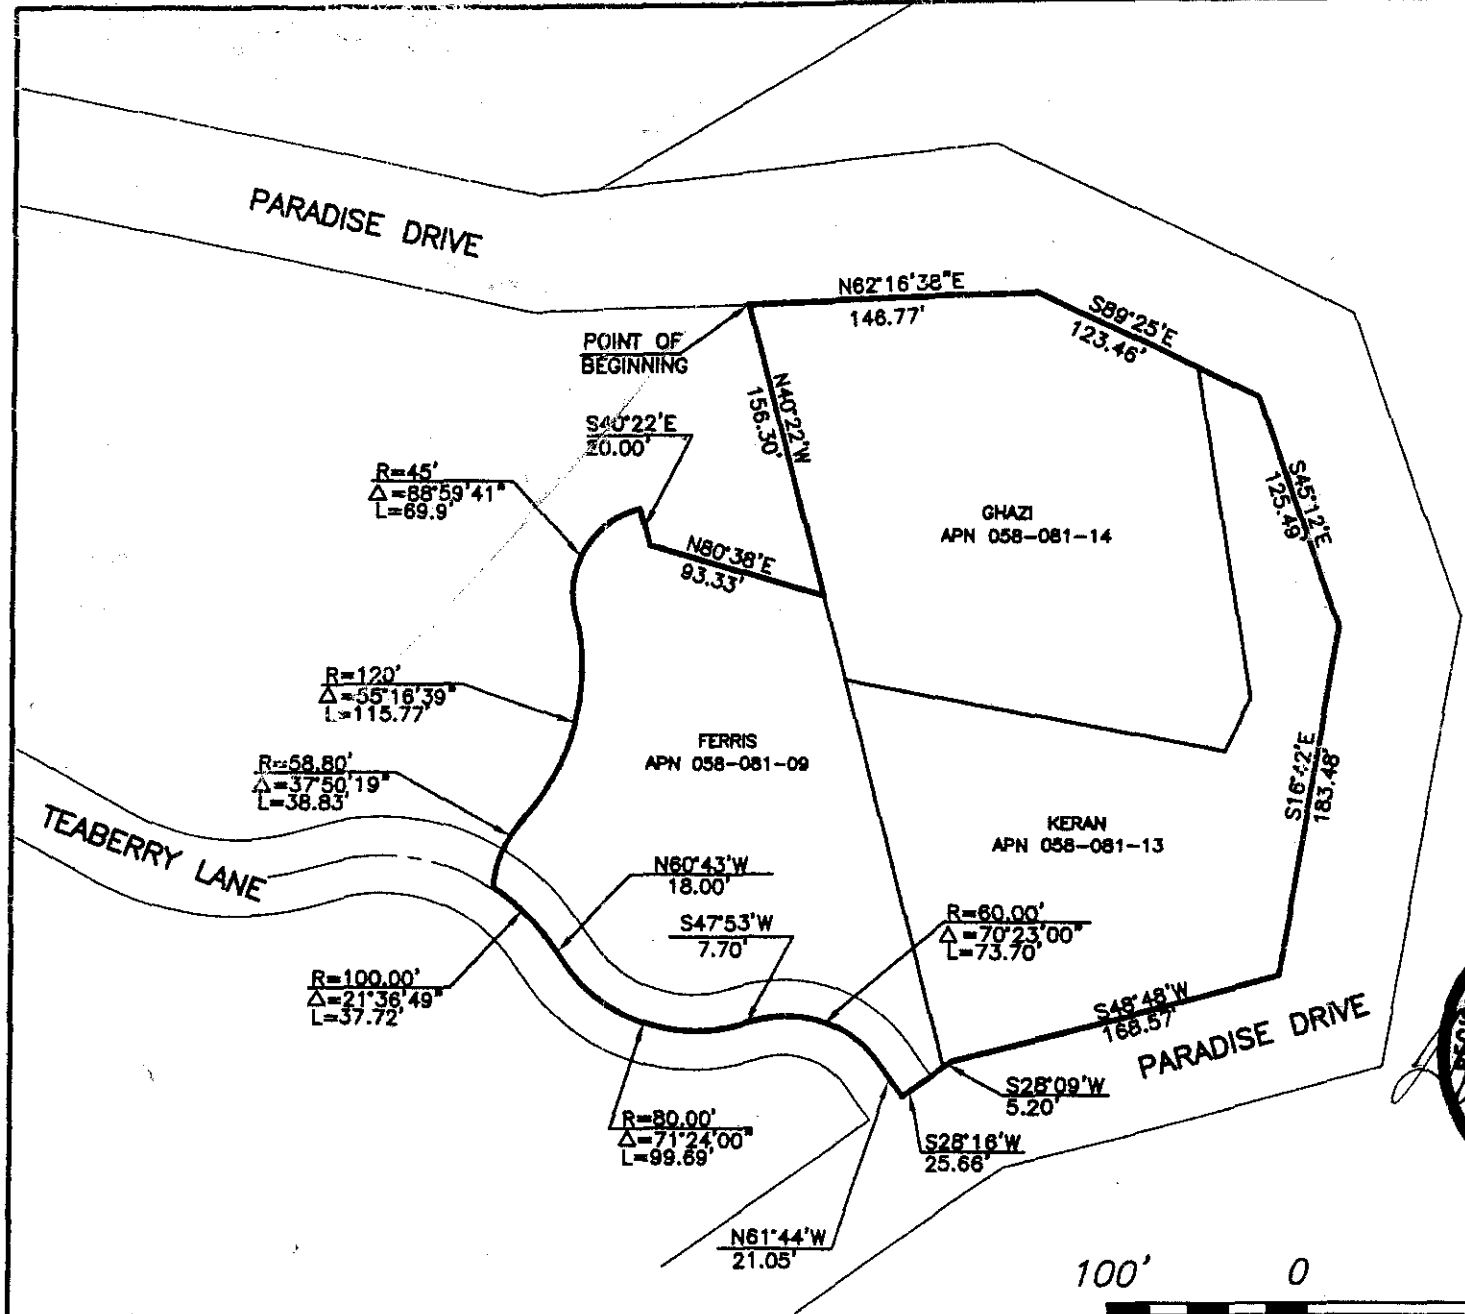 PARADISE DRIVE
N62°16'38"E
146.77'
S89°25'E
123.46'
POINT OF
BEGINNING
N40°22'W
156.30'
S40°22'E
20.00'
R=45'
Δ=88°59'41"
L=69.9'
S45°12'E
125.49'
GHAZI
APN 058-081-14
N80°38'E
93.33'
R=120'
Δ=55°16'39"
L=115.77'
FERRIS
APN 058-081-09
R=58.80'
Δ=37°50'19"
L=38.83'
S16°42'E
183.48'
TEABERRY LANE
KERAN
APN 058-081-13
N60°43'W
18.00'
S47°53'W
7.70'
R=60.00'
Δ=70°23'00"
L=73.70'
R=100.00'
Δ=21°36'49"
L=37.72'
S48°48'W
168.57'
PARADISE DRIVE
S28°09'W
5.20'
R=80.00'
Δ=71°24'00"
L=99.69'
S28°16'W
25.66'
N61°44'W
21.05'
100' 0